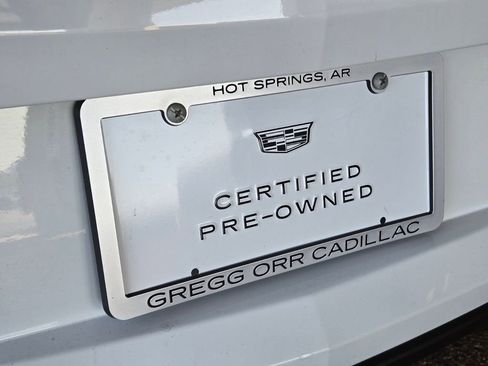 HOT SPRINGS, AR
CERTIFIED
PRE-OWNED
GREGG ORR CADILLAC